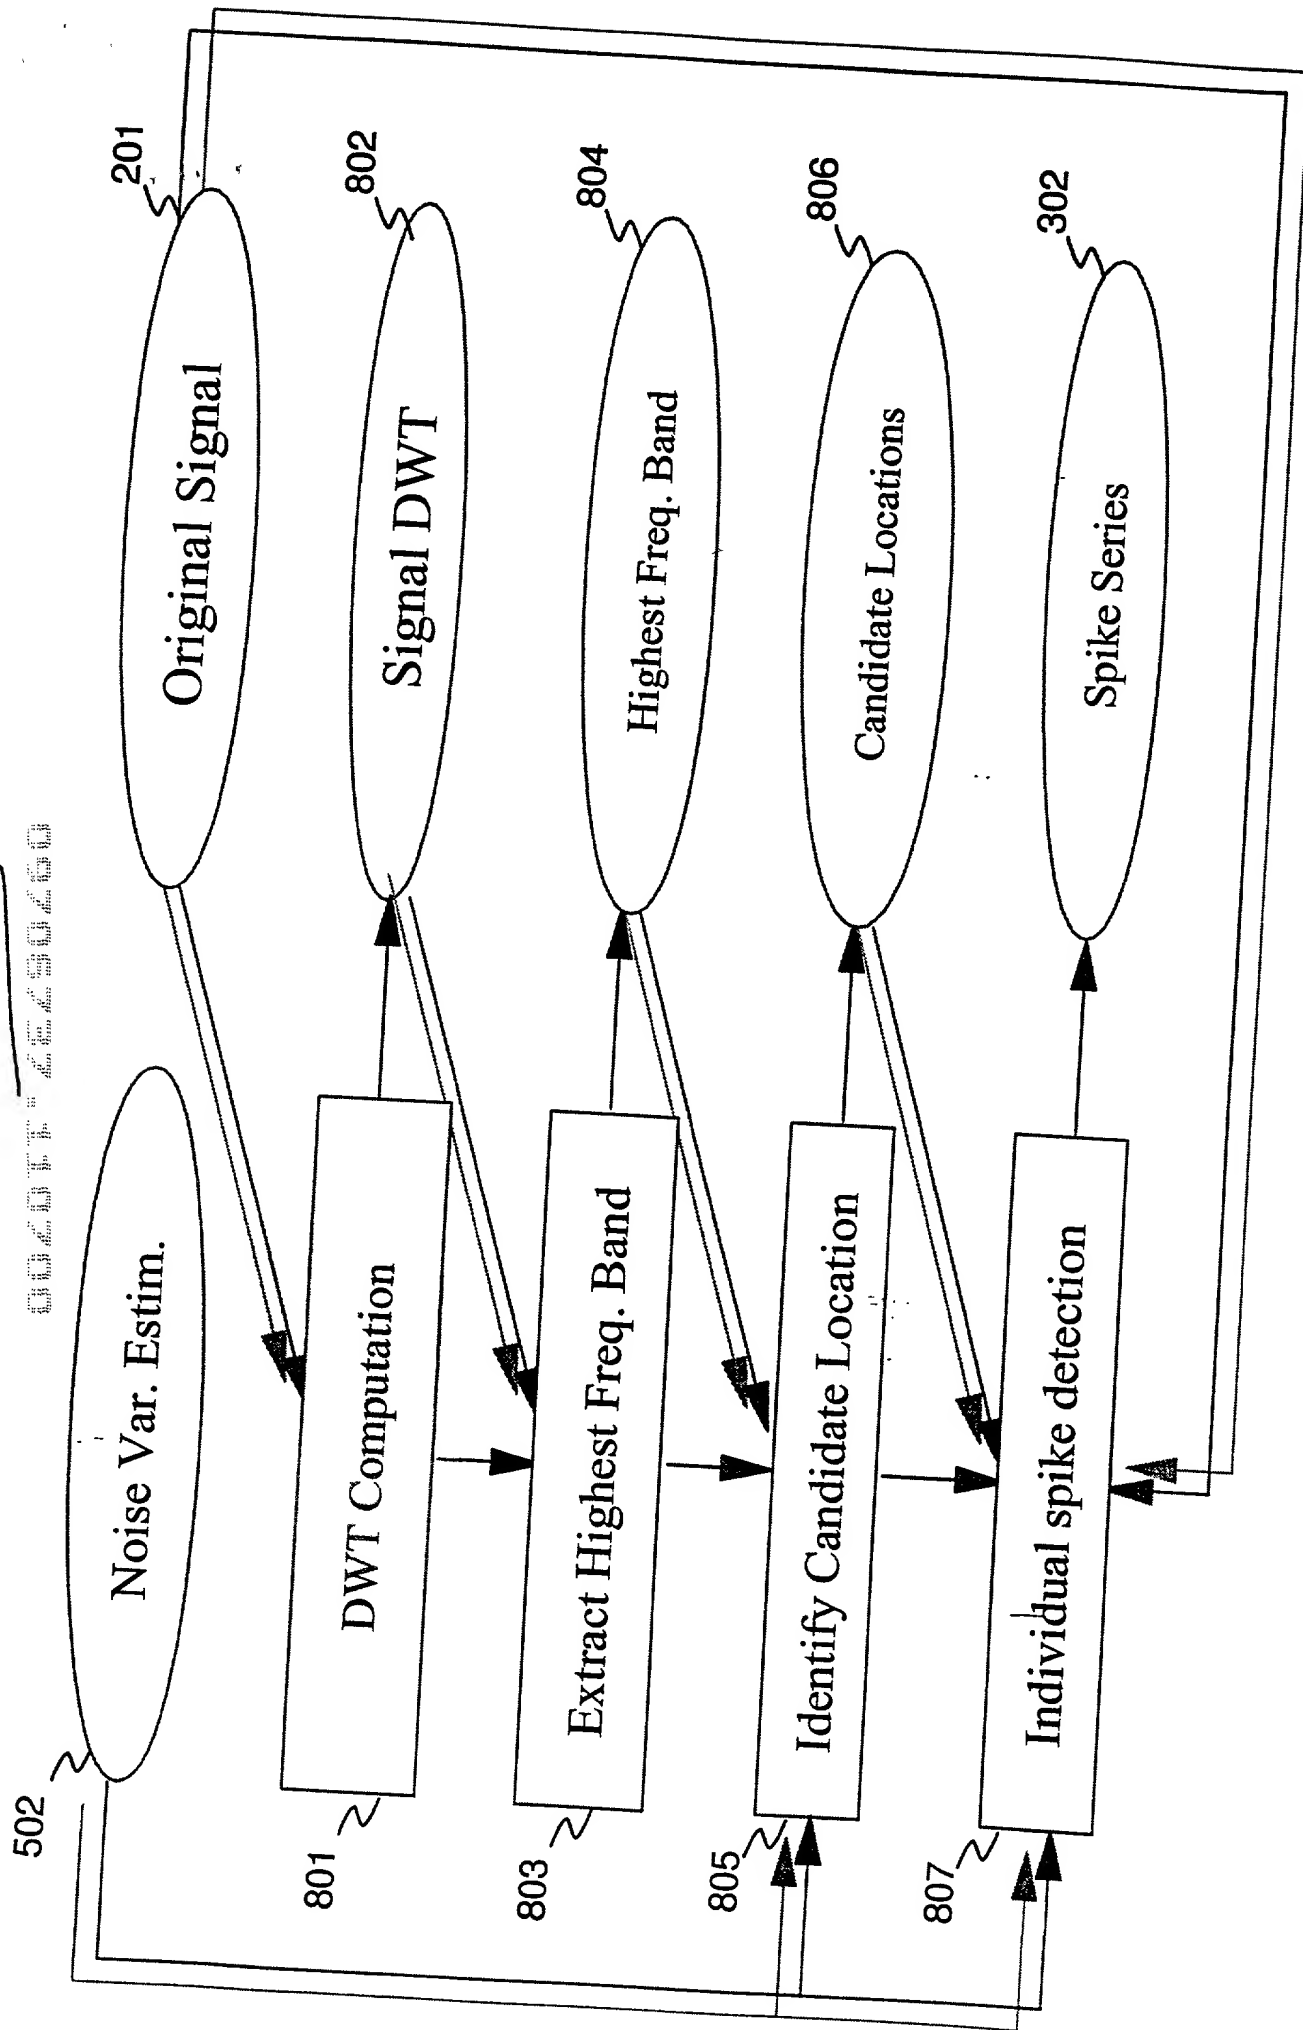 502
Noise Var. Estim.
Original Signal
201
801
DWT Computation
Signal DWT
802
803
Extract Highest Freq. Band
Highest Freq. Band
804
805
Identify Candidate Location
Candidate Locations
806
807
Individual spike detection
Spike Series
302